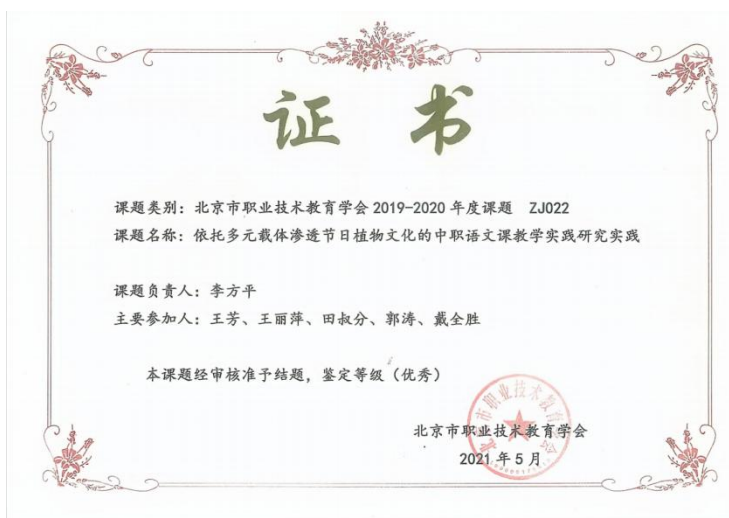 证 书
课题类别：北京市职业技术教育学会 2019-2020 年度课题 ZJ022
课题名称：依托多元载体渗透节日植物文化的中职语文课教学实践研究实践
课题负责人：李方平
主要参加人：王芳、王丽萍、田叔分、郭涛、戴全胜
本课题经审核准予结题，鉴定等级（优秀）
北京市职业技术教育学会
2021 年 5 月